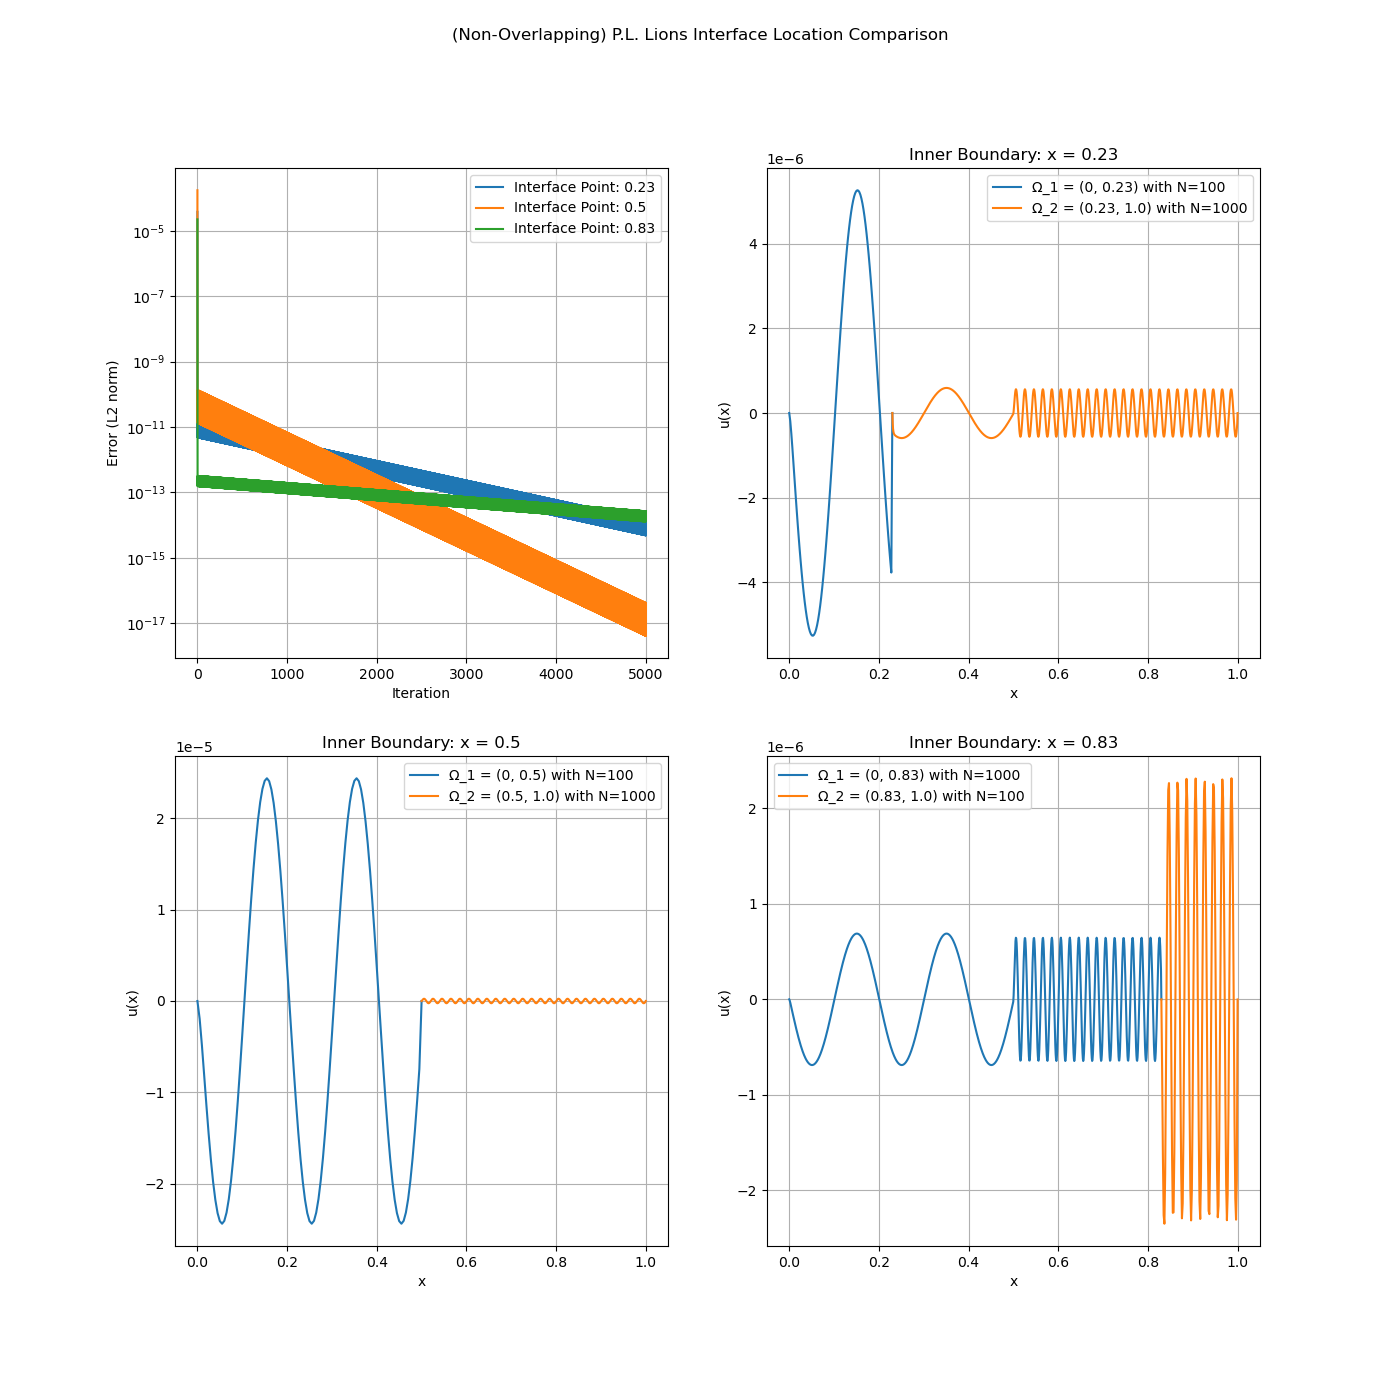 (Non-Overlapping) P.L. Lions Interface Location Comparison
Interface Point: 0.23
Interface Point: 0.5
Interface Point: 0.83
10⁻⁵
10⁻⁷
10⁻⁹
10⁻¹¹
10⁻¹³
10⁻¹⁵
10⁻¹⁷
Error (L2 norm)
0 1000 2000 3000 4000 5000
Iteration
Inner Boundary: x = 0.23
1e−6
Ω_1 = (0, 0.23) with N=100
Ω_2 = (0.23, 1.0) with N=1000
4
2
0
−2
−4
u(x)
0.0 0.2 0.4 0.6 0.8 1.0
x
Inner Boundary: x = 0.5
1e−5
Ω_1 = (0, 0.5) with N=100
Ω_2 = (0.5, 1.0) with N=1000
2
1
0
−1
−2
u(x)
0.0 0.2 0.4 0.6 0.8 1.0
x
Inner Boundary: x = 0.83
1e−6
Ω_1 = (0, 0.83) with N=1000
Ω_2 = (0.83, 1.0) with N=100
2
1
0
−1
−2
u(x)
0.0 0.2 0.4 0.6 0.8 1.0
x